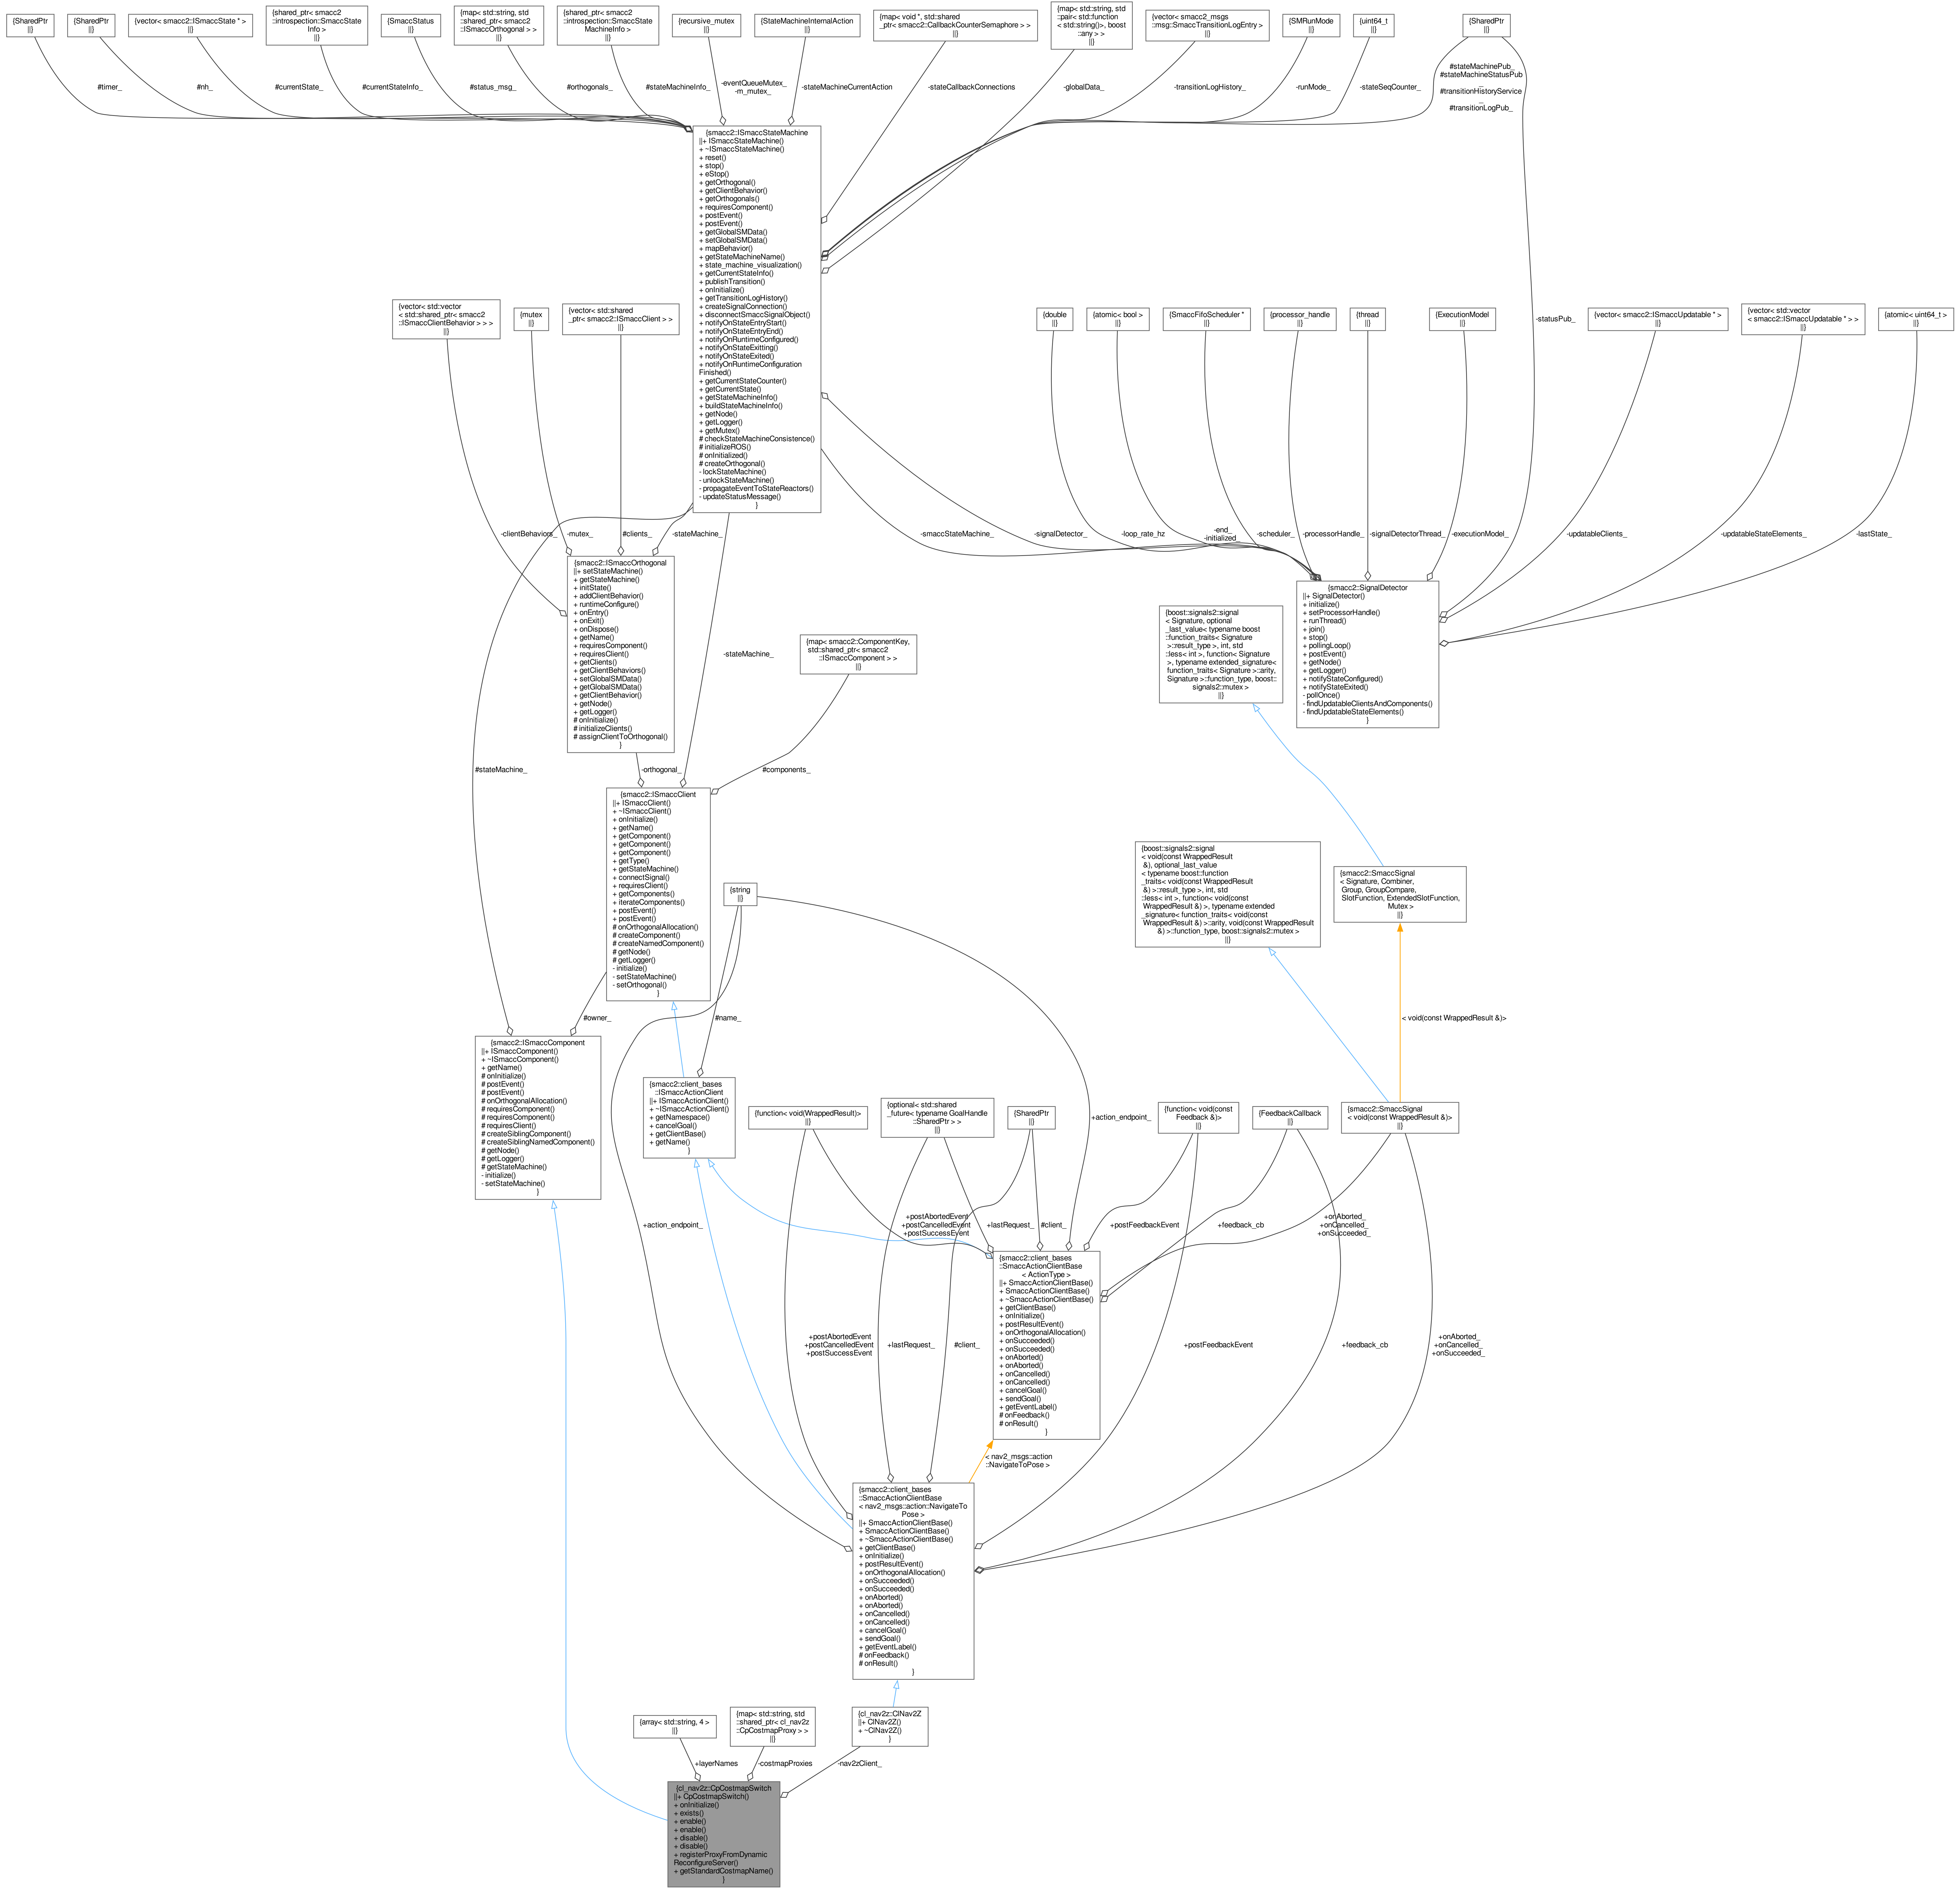 {SharedPtr
||}
{SharedPtr
||}
{vector< smacc2::ISmaccState * >
||}
{shared_ptr< smacc2
::introspection::SmaccState
Info >
||}
{SmaccStatus
||}
{map< std::string, std
::shared_ptr< smacc2
::ISmaccOrthogonal > >
||}
{shared_ptr< smacc2
::introspection::SmaccState
MachineInfo >
||}
{recursive_mutex
||}
{StateMachineInternalAction
||}
{map< void *, std::shared
_ptr< smacc2::CallbackCounterSemaphore > >
||}
{map< std::string, std
::pair< std::function
< std::string()>, boost
::any > >
||}
{vector< smacc2_msgs
::msg::SmaccTransitionLogEntry >
||}
{SMRunMode
||}
{uint64_t
||}
{SharedPtr
||}
#timer_
#nh_
#currentState_
#currentStateInfo_
#status_msg_
#orthogonals_
#stateMachineInfo_
-eventQueueMutex_
-m_mutex_
-stateMachineCurrentAction
-stateCallbackConnections
-globalData_
-transitionLogHistory_
-runMode_
-stateSeqCounter_
#stateMachinePub_
#stateMachineStatusPub
_
#transitionHistoryService
_
#transitionLogPub_
{smacc2::ISmaccStateMachine
||+ ISmaccStateMachine()
+ ~ISmaccStateMachine()
+ reset()
+ stop()
+ eStop()
+ getOrthogonal()
+ getClientBehavior()
+ getOrthogonals()
+ requiresComponent()
+ postEvent()
+ postEvent()
+ getGlobalSMData()
+ setGlobalSMData()
+ mapBehavior()
+ getStateMachineName()
+ state_machine_visualization()
+ getCurrentStateInfo()
+ publishTransition()
+ onInitialize()
+ getTransitionLogHistory()
+ createSignalConnection()
+ disconnectSmaccSignalObject()
+ notifyOnStateEntryStart()
+ notifyOnStateEntryEnd()
+ notifyOnRuntimeConfigured()
+ notifyOnStateExitting()
+ notifyOnStateExited()
+ notifyOnRuntimeConfiguration
Finished()
+ getCurrentStateCounter()
+ getCurrentState()
+ getStateMachineInfo()
+ buildStateMachineInfo()
+ getNode()
+ getLogger()
+ getMutex()
# checkStateMachineConsistence()
# initializeROS()
# onInitialized()
# createOrthogonal()
- lockStateMachine()
- unlockStateMachine()
- propagateEventToStateReactors()
- updateStatusMessage()
}
{vector< std::vector
< std::shared_ptr< smacc2
::ISmaccClientBehavior > > >
||}
{mutex
||}
{vector< std::shared
_ptr< smacc2::ISmaccClient > >
||}
{double
||}
{atomic< bool >
||}
{SmaccFifoScheduler *
||}
{processor_handle
||}
{thread
||}
{ExecutionModel
||}
-statusPub_
{vector< smacc2::ISmaccUpdatable * >
||}
{vector< std::vector
< smacc2::ISmaccUpdatable * > >
||}
{atomic< uint64_t >
||}
-clientBehaviors_
-mutex_
#clients_
-stateMachine_
-smaccStateMachine_
-signalDetector_
-loop_rate_hz
-end_
-initialized_
-scheduler_
-processorHandle_
-signalDetectorThread_
-executionModel_
-updatableClients_
-updatableStateElements_
-lastState_
{smacc2::ISmaccOrthogonal
||+ setStateMachine()
+ getStateMachine()
+ initState()
+ addClientBehavior()
+ runtimeConfigure()
+ onEntry()
+ onExit()
+ onDispose()
+ getName()
+ requiresComponent()
+ requiresClient()
+ getClients()
+ getClientBehaviors()
+ setGlobalSMData()
+ getGlobalSMData()
+ getClientBehavior()
+ getNode()
+ getLogger()
# onInitialize()
# initializeClients()
# assignClientToOrthogonal()
}
{smacc2::SignalDetector
||+ SignalDetector()
+ initialize()
+ setProcessorHandle()
+ runThread()
+ join()
+ stop()
+ pollingLoop()
+ postEvent()
+ getNode()
+ getLogger()
+ notifyStateConfigured()
+ notifyStateExited()
- pollOnce()
- findUpdatableClientsAndComponents()
- findUpdatableStateElements()
}
{boost::signals2::signal
< Signature, optional
_last_value< typename boost
::function_traits< Signature
>::result_type >, int, std
::less< int >, function< Signature
>, typename extended_signature<
function_traits< Signature >::arity,
Signature >::function_type, boost::
signals2::mutex >
||}
-stateMachine_
{map< smacc2::ComponentKey,
std::shared_ptr< smacc2
::ISmaccComponent > >
||}
#stateMachine_
-orthogonal_
#components_
{smacc2::ISmaccClient
||+ ISmaccClient()
+ ~ISmaccClient()
+ onInitialize()
+ getName()
+ getComponent()
+ getComponent()
+ getComponent()
+ getType()
+ getStateMachine()
+ connectSignal()
+ requiresClient()
+ getComponents()
+ iterateComponents()
+ postEvent()
+ postEvent()
# onOrthogonalAllocation()
# createComponent()
# createNamedComponent()
# getNode()
# getLogger()
- initialize()
- setStateMachine()
- setOrthogonal()
}
{string
||}
{boost::signals2::signal
< void(const WrappedResult
&), optional_last_value
< typename boost::function
_traits< void(const WrappedResult
&) >::result_type >, int, std
::less< int >, function< void(const
WrappedResult &) >, typename extended
_signature< function_traits< void(const
WrappedResult &) >::arity, void(const WrappedResult
&) >::function_type, boost::signals2::mutex >
||}
{smacc2::SmaccSignal
< Signature, Combiner,
Group, GroupCompare,
SlotFunction, ExtendedSlotFunction,
Mutex >
||}
#owner_
#name_
< void(const WrappedResult &)>
{smacc2::ISmaccComponent
||+ ISmaccComponent()
+ ~ISmaccComponent()
+ getName()
# onInitialize()
# postEvent()
# postEvent()
# onOrthogonalAllocation()
# requiresComponent()
# requiresComponent()
# requiresClient()
# createSiblingComponent()
# createSiblingNamedComponent()
# getNode()
# getLogger()
# getStateMachine()
- initialize()
- setStateMachine()
}
{smacc2::client_bases
::ISmaccActionClient
||+ ISmaccActionClient()
+ ~ISmaccActionClient()
+ getNamespace()
+ cancelGoal()
+ getClientBase()
+ getName()
}
{function< void(WrappedResult)>
||}
{optional< std::shared
_future< typename GoalHandle
::SharedPtr > >
||}
{SharedPtr
||}
+action_endpoint_
{function< void(const
Feedback &)>
||}
{FeedbackCallback
||}
{smacc2::SmaccSignal
< void(const WrappedResult &)>
||}
+action_endpoint_
+postAbortedEvent
+postCancelledEvent
+postSuccessEvent
+lastRequest_
#client_
+postFeedbackEvent
+feedback_cb
+onAborted_
+onCancelled_
+onSucceeded_
{smacc2::client_bases
::SmaccActionClientBase
< ActionType >
||+ SmaccActionClientBase()
+ SmaccActionClientBase()
+ ~SmaccActionClientBase()
+ getClientBase()
+ onInitialize()
+ postResultEvent()
+ onOrthogonalAllocation()
+ onSucceeded()
+ onSucceeded()
+ onAborted()
+ onAborted()
+ onCancelled()
+ onCancelled()
+ cancelGoal()
+ sendGoal()
+ getEventLabel()
# onFeedback()
# onResult()
}
+postAbortedEvent
+postCancelledEvent
+postSuccessEvent
+lastRequest_
#client_
+postFeedbackEvent
+feedback_cb
+onAborted_
+onCancelled_
+onSucceeded_
< nav2_msgs::action
::NavigateToPose >
{smacc2::client_bases
::SmaccActionClientBase
< nav2_msgs::action::NavigateTo
Pose >
||+ SmaccActionClientBase()
+ SmaccActionClientBase()
+ ~SmaccActionClientBase()
+ getClientBase()
+ onInitialize()
+ postResultEvent()
+ onOrthogonalAllocation()
+ onSucceeded()
+ onSucceeded()
+ onAborted()
+ onAborted()
+ onCancelled()
+ onCancelled()
+ cancelGoal()
+ sendGoal()
+ getEventLabel()
# onFeedback()
# onResult()
}
{array< std::string, 4 >
||}
{map< std::string, std
::shared_ptr< cl_nav2z
::CpCostmapProxy > >
||}
{cl_nav2z::ClNav2Z
||+ ClNav2Z()
+ ~ClNav2Z()
}
+layerNames
-costmapProxies
-nav2zClient_
{cl_nav2z::CpCostmapSwitch
||+ CpCostmapSwitch()
+ onInitialize()
+ exists()
+ enable()
+ enable()
+ disable()
+ disable()
+ registerProxyFromDynamic
ReconfigureServer()
+ getStandardCostmapName()
}